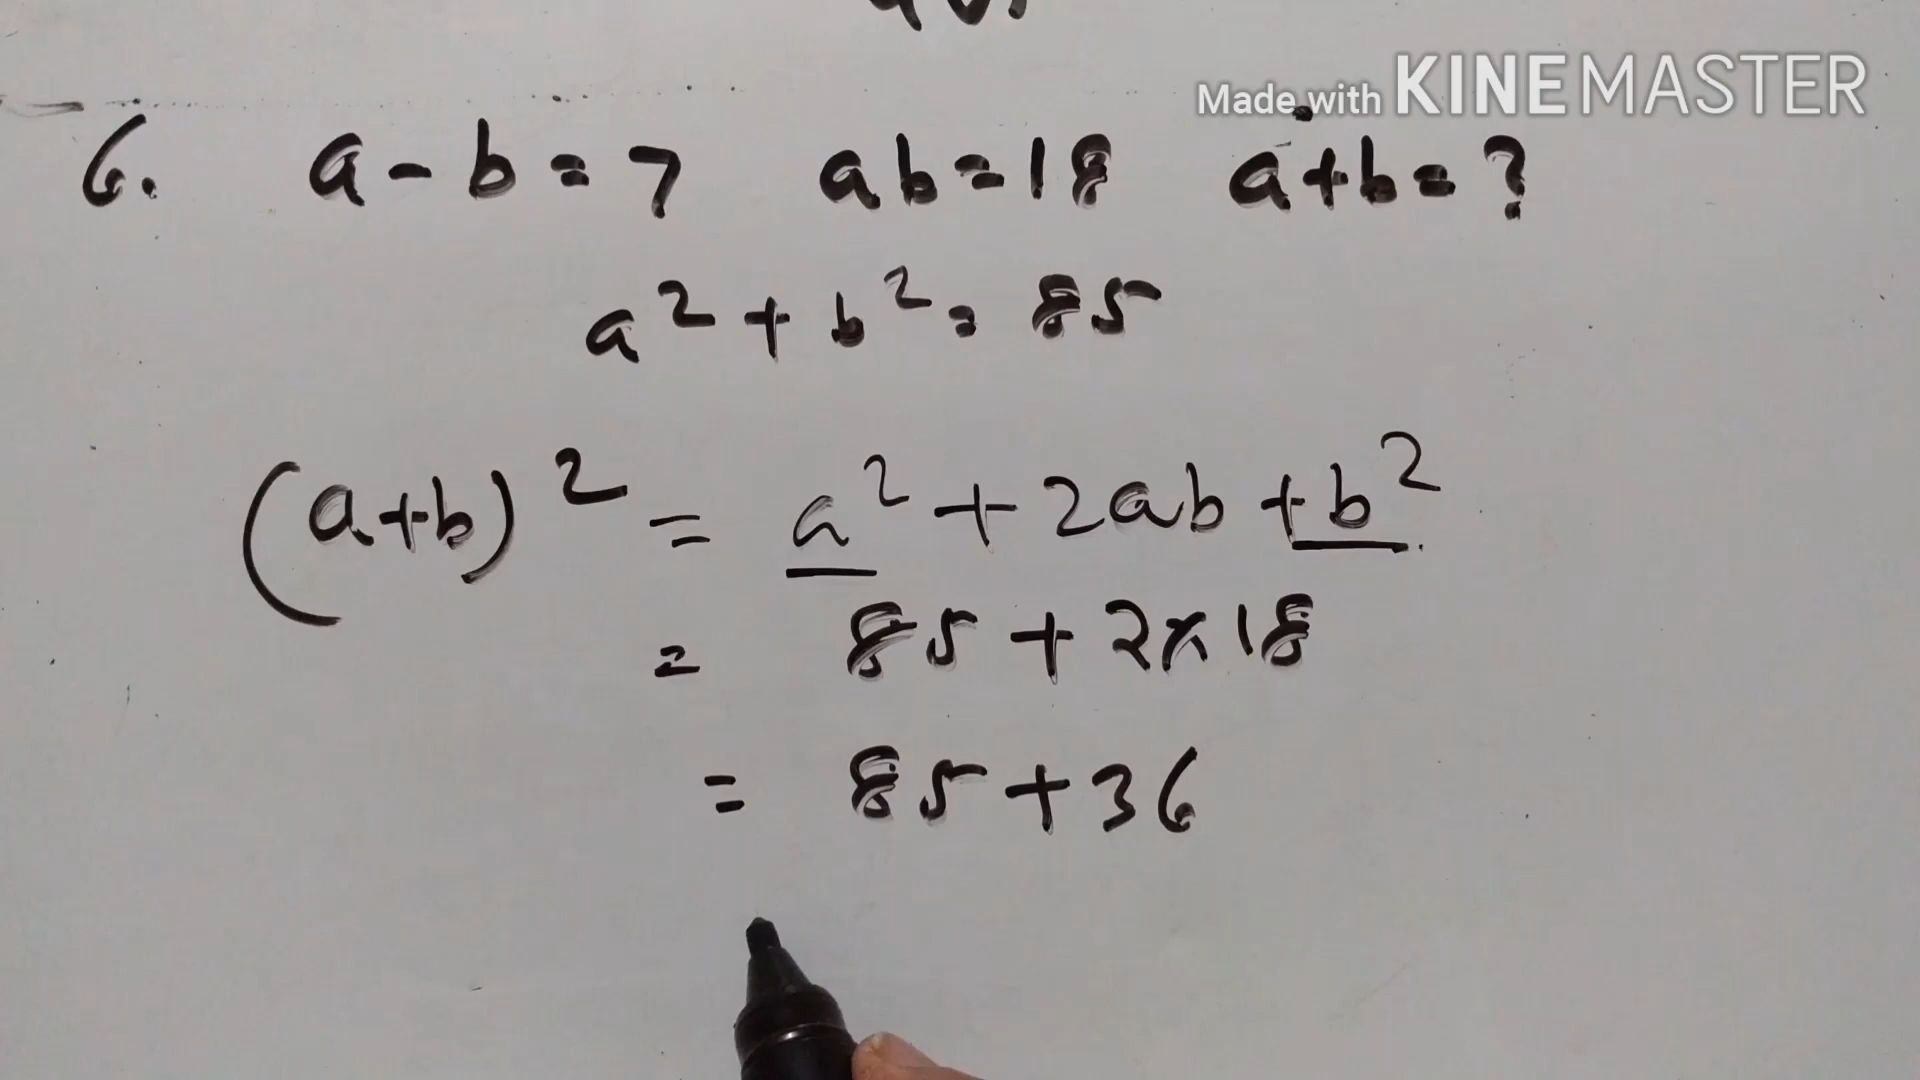 Made with KINEMASTER
6. a - b = 7 ab = 18 a + b = ?
a² + b² = 85
(a+b)² = a² + 2ab + b²
= 85 + 2 x 18
= 85 + 36